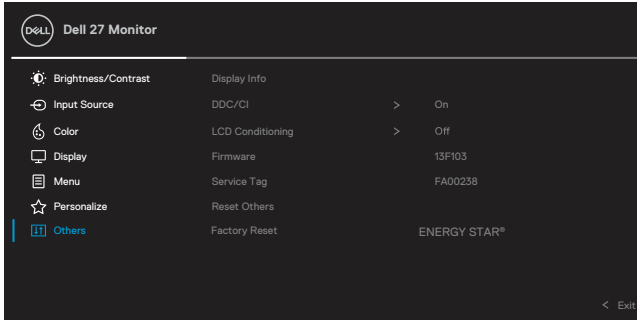 DELL Dell 27 Monitor
Brightness/Contrast Display Info
Input Source DDC/CI > On
Color LCD Conditioning > Off
Display Firmware 13F103
Menu Service Tag FA00238
Personalize Reset Others
Others Factory Reset ENERGY STAR®
< Exit